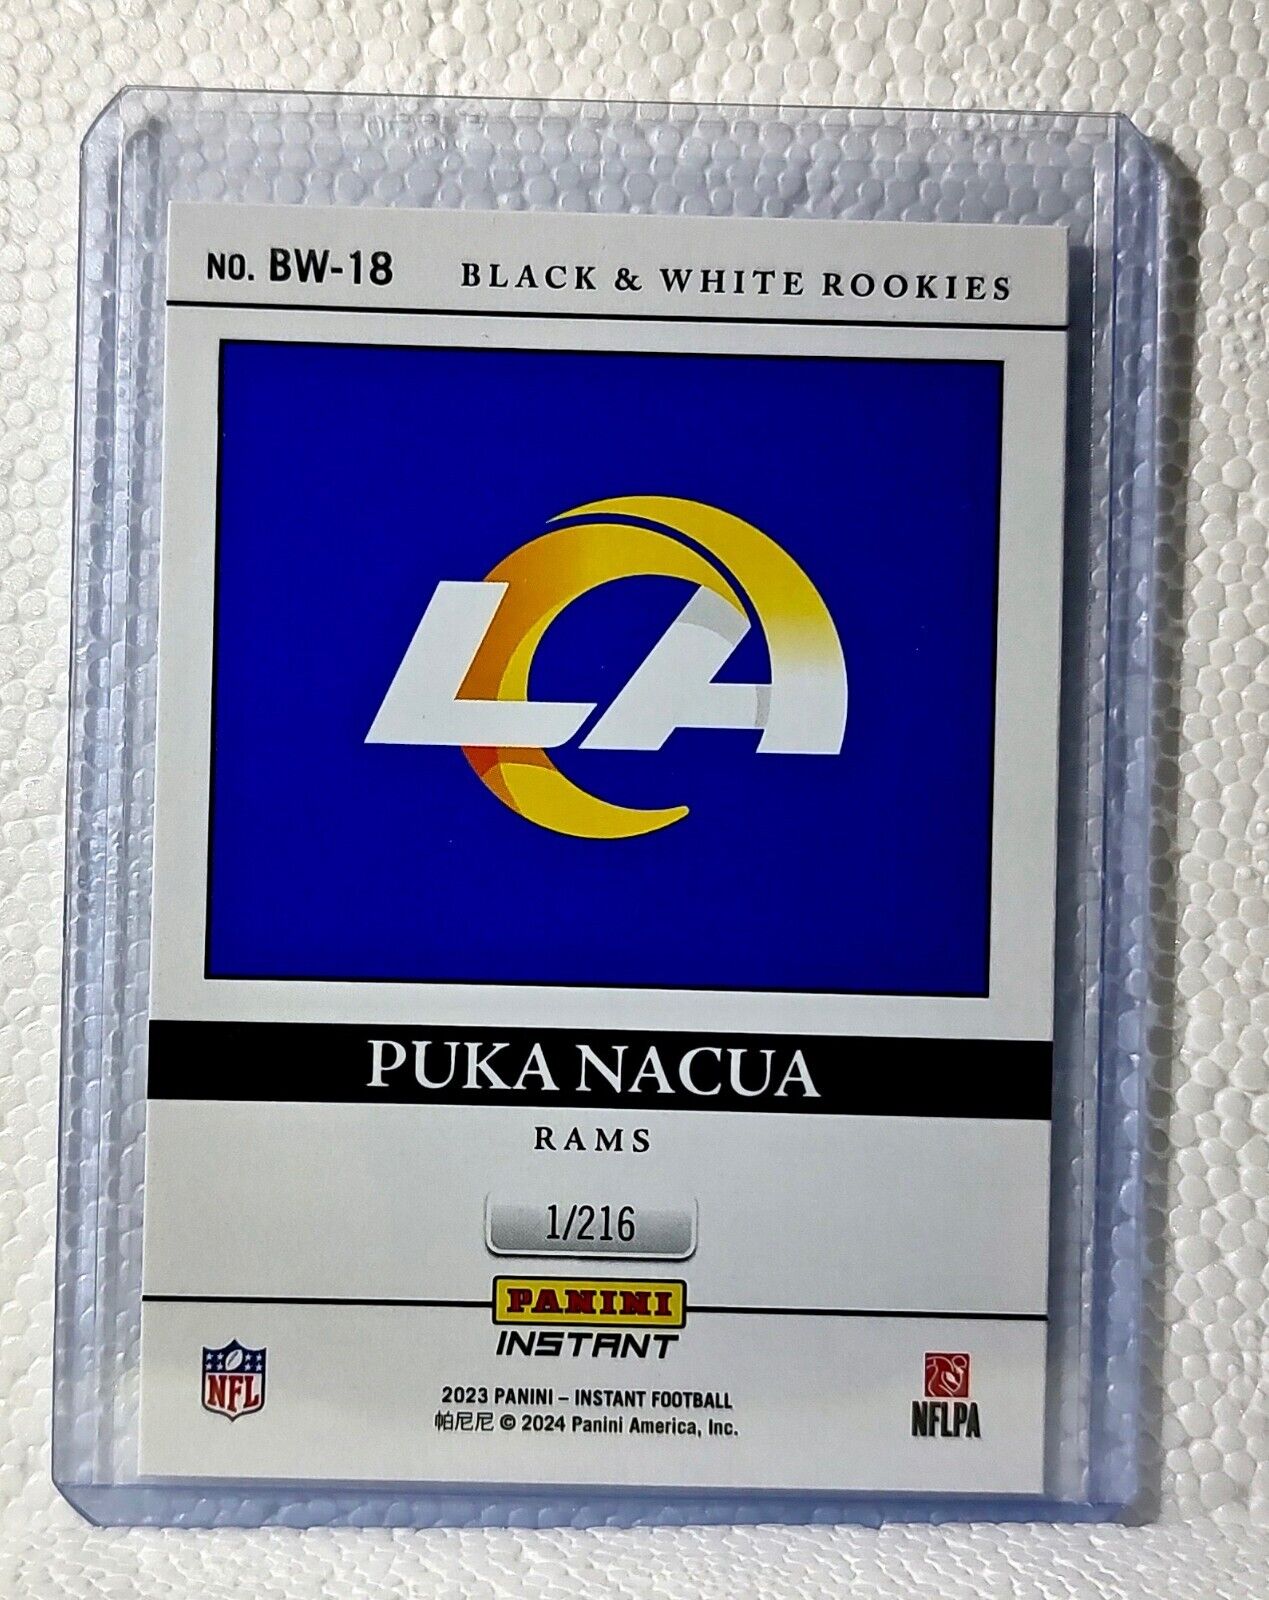 NO. BW-18 BLACK & WHITE ROOKIES
LA
PUKA NACUA
RAMS
1/216
PANINI
INSTANT
NFL
2023 PANINI – INSTANT FOOTBALL
帕尼尼 © 2024 Panini America, Inc.
NFLPA